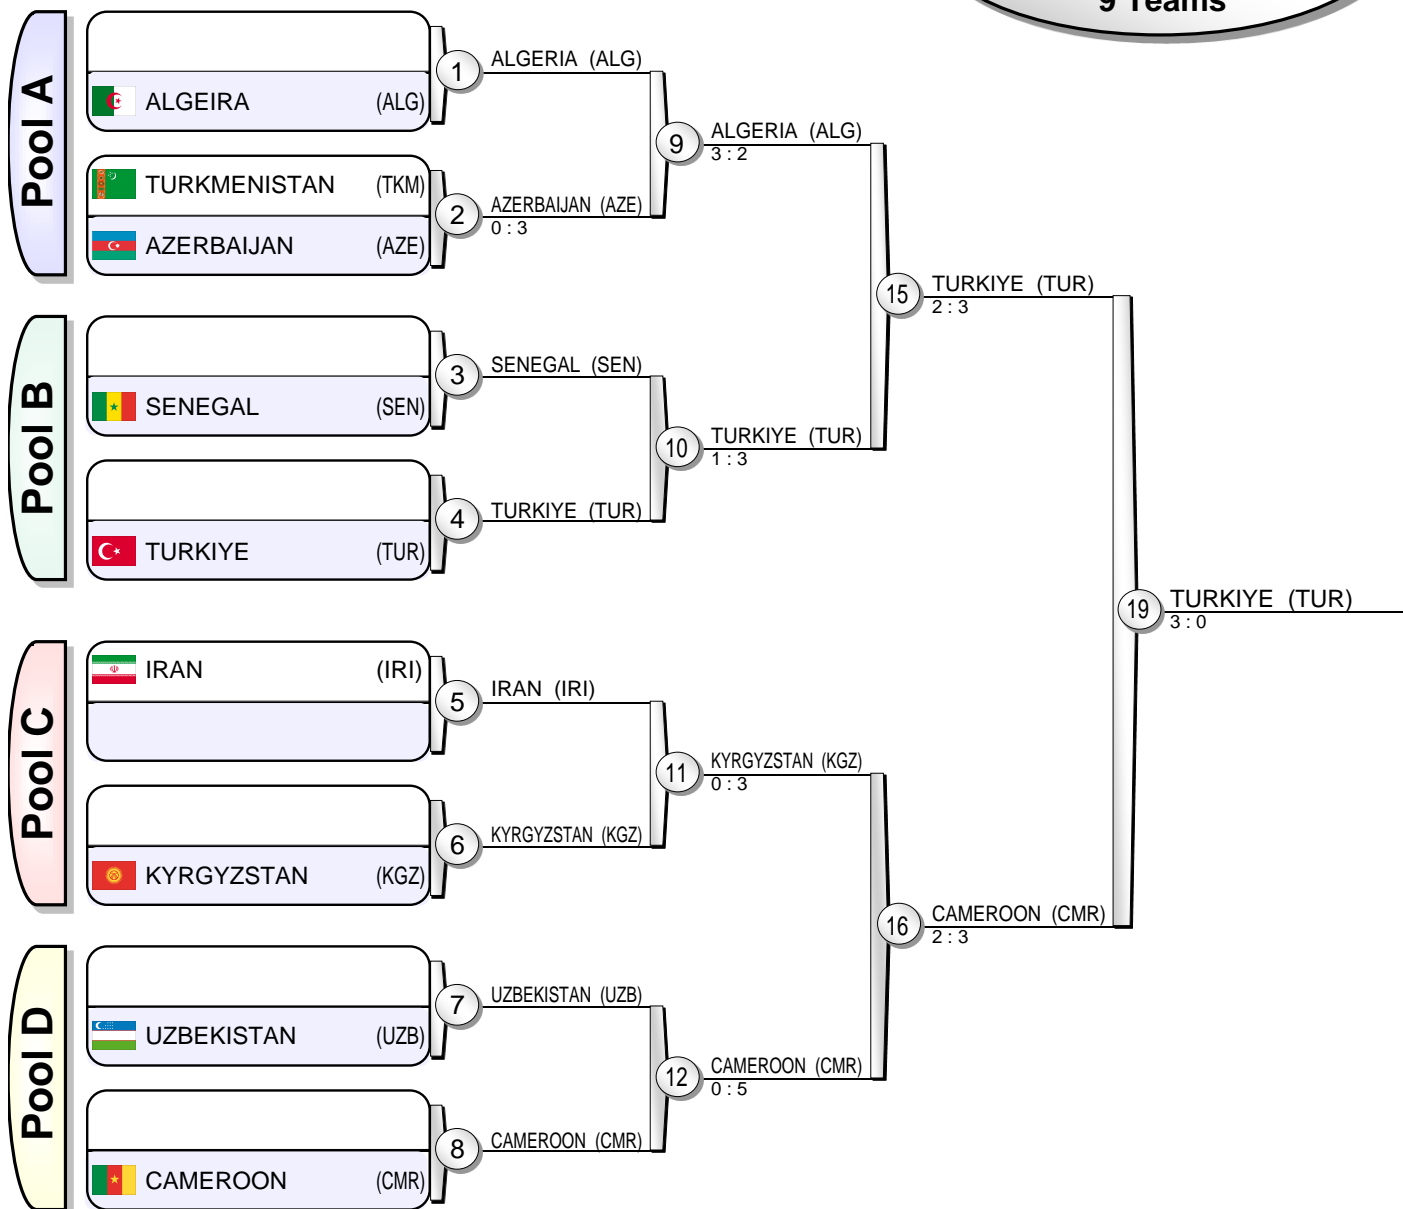 9 Teams
Pool A
ALGEIRA (ALG)
TURKMENISTAN (TKM)
AZERBAIJAN (AZE)
1
ALGERIA (ALG)
2
AZERBAIJAN (AZE)
0 : 3
9
ALGERIA (ALG)
3 : 2
Pool B
SENEGAL (SEN)
TURKIYE (TUR)
3
SENEGAL (SEN)
4
TURKIYE (TUR)
10
TURKIYE (TUR)
1 : 3
15
TURKIYE (TUR)
2 : 3
Pool C
IRAN (IRI)
KYRGYZSTAN (KGZ)
5
IRAN (IRI)
6
KYRGYZSTAN (KGZ)
11
KYRGYZSTAN (KGZ)
0 : 3
Pool D
UZBEKISTAN (UZB)
CAMEROON (CMR)
7
UZBEKISTAN (UZB)
8
CAMEROON (CMR)
12
CAMEROON (CMR)
0 : 5
16
CAMEROON (CMR)
2 : 3
19
TURKIYE (TUR)
3 : 0